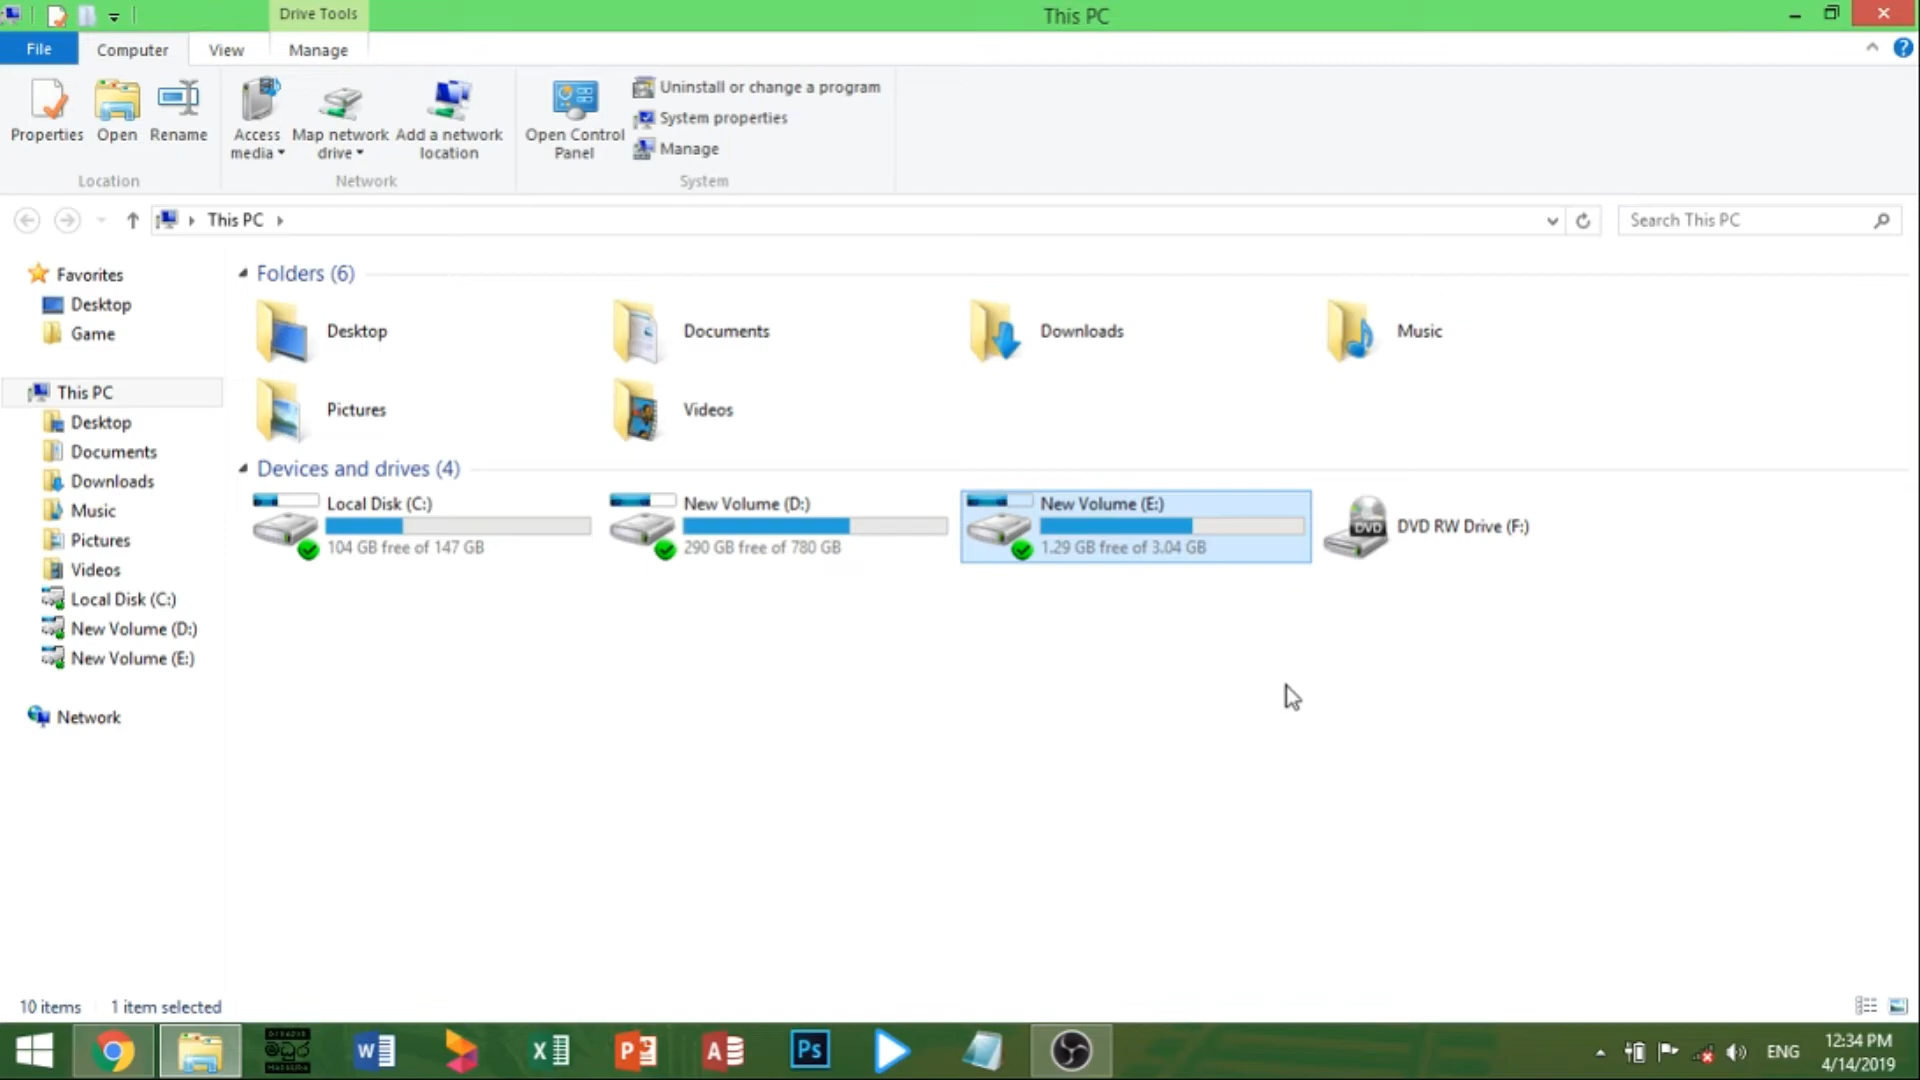 Drive Tools
This PC
File
Computer
View
Manage
Properties
Open
Rename
Access media
Map network drive
Add a network location
Open Control Panel
Uninstall or change a program
System properties
Manage
Location
Network
System
This PC
Search This PC
Favorites
Desktop
Game
This PC
Desktop
Documents
Downloads
Music
Pictures
Videos
Local Disk (C:)
New Volume (D:)
New Volume (E:)
Network
Folders (6)
Desktop
Documents
Downloads
Music
Pictures
Videos
Devices and drives (4)
Local Disk (C:)
104 GB free of 147 GB
New Volume (D:)
290 GB free of 780 GB
New Volume (E:)
1.29 GB free of 3.04 GB
DVD
DVD RW Drive (F:)
10 items
1 item selected
මධුර
W
X
P
A
Ps
ENG
12:34 PM
4/14/2019